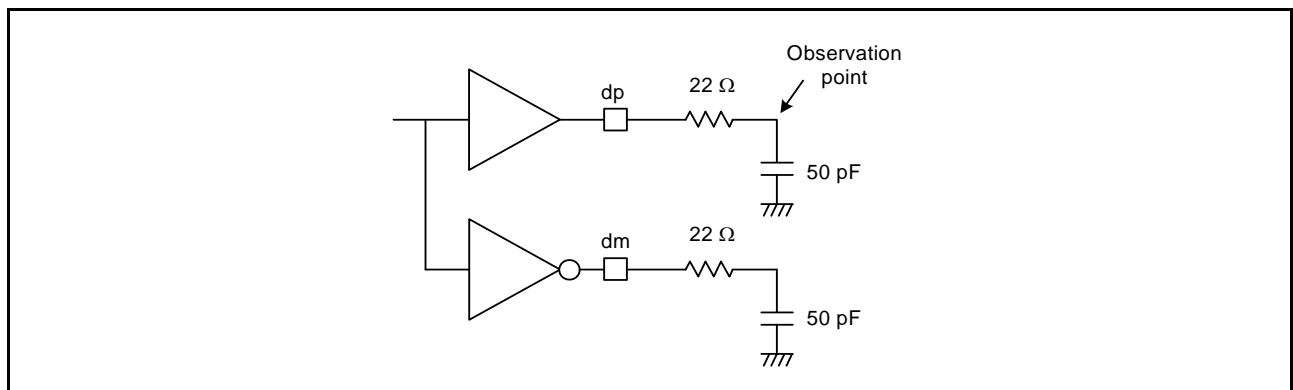 Observation
point
22 Ω
dp
50 pF
22 Ω
dm
50 pF